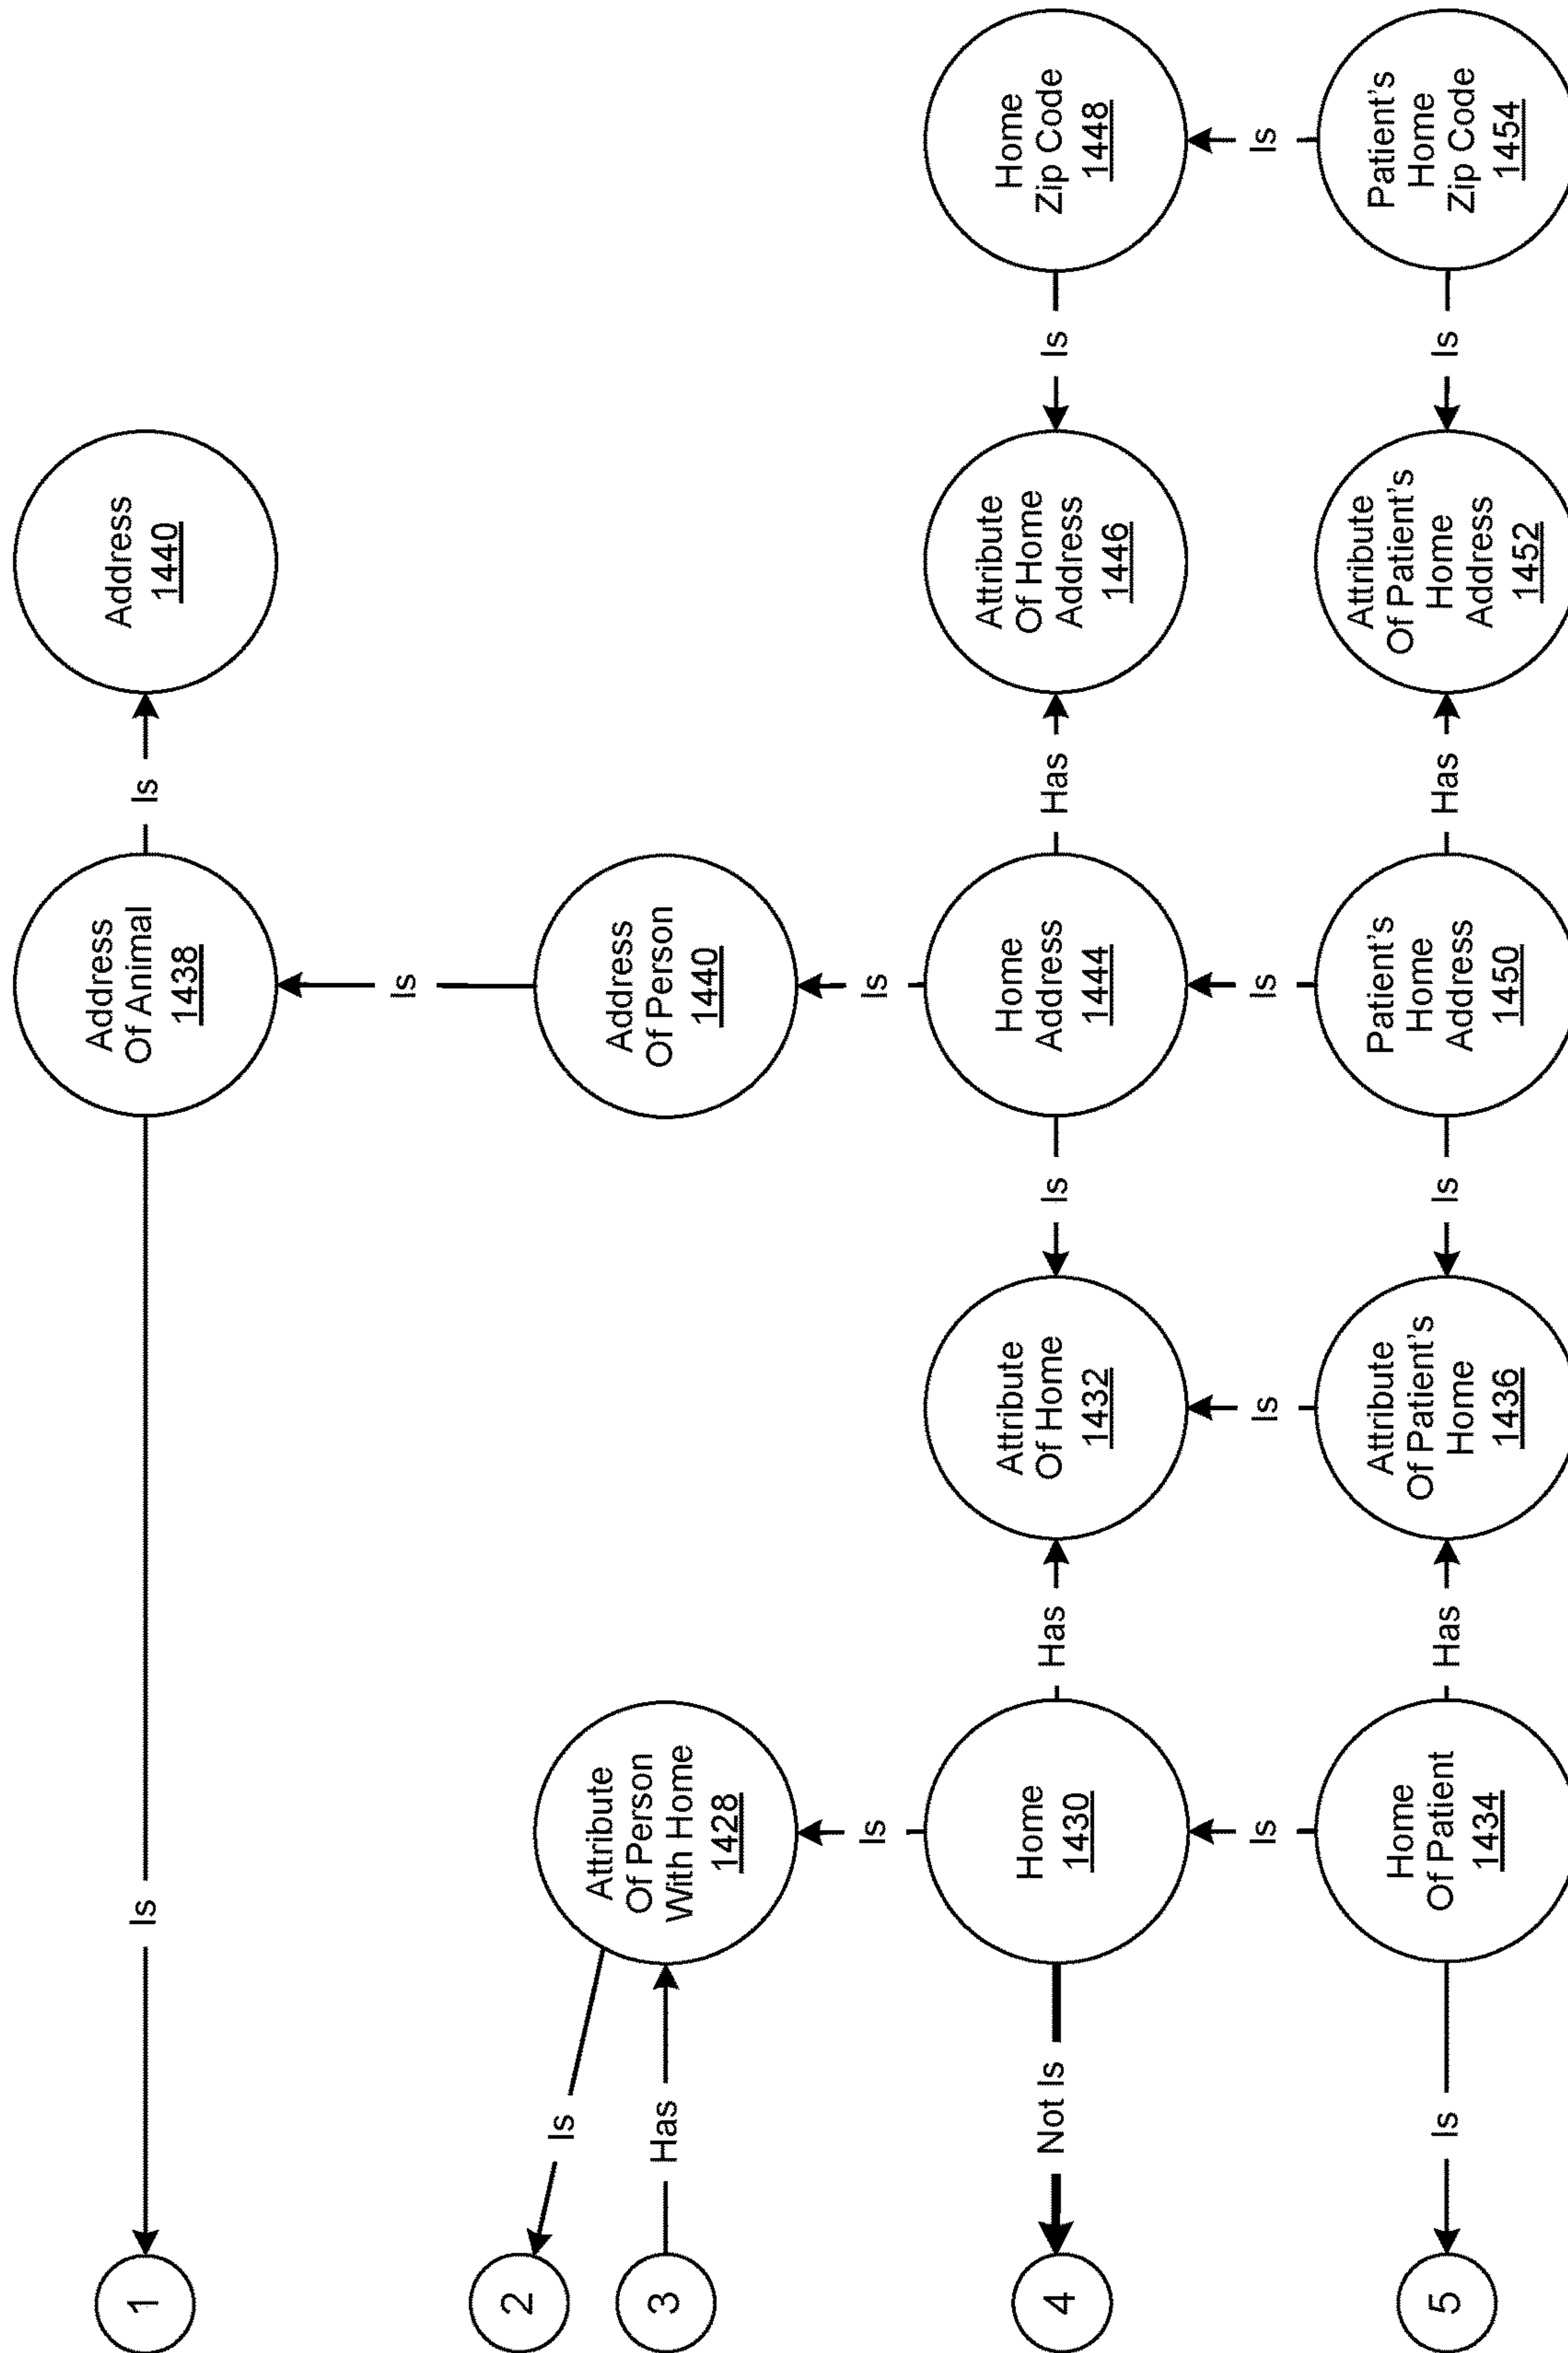 1
Is
Address
Of Animal
1438
Is
Address
1440
Is
2
Is
3
Has
Attribute
Of Person
With Home
1428
Address
Of Person
1440
Is
Is
4
Not Is
Home
1430
Has
Attribute
Of Home
1432
Is
Home
Address
1444
Has
Attribute
Of Home
Address
1446
Is
Home
Zip Code
1448
Is
Is
Is
Is
5
Is
Home
Of Patient
1434
Has
Attribute
Of Patient's
Home
1436
Is
Patient's
Home
Address
1450
Has
Attribute
Of Patient's
Home
Address
1452
Is
Patient's
Home
Zip Code
1454